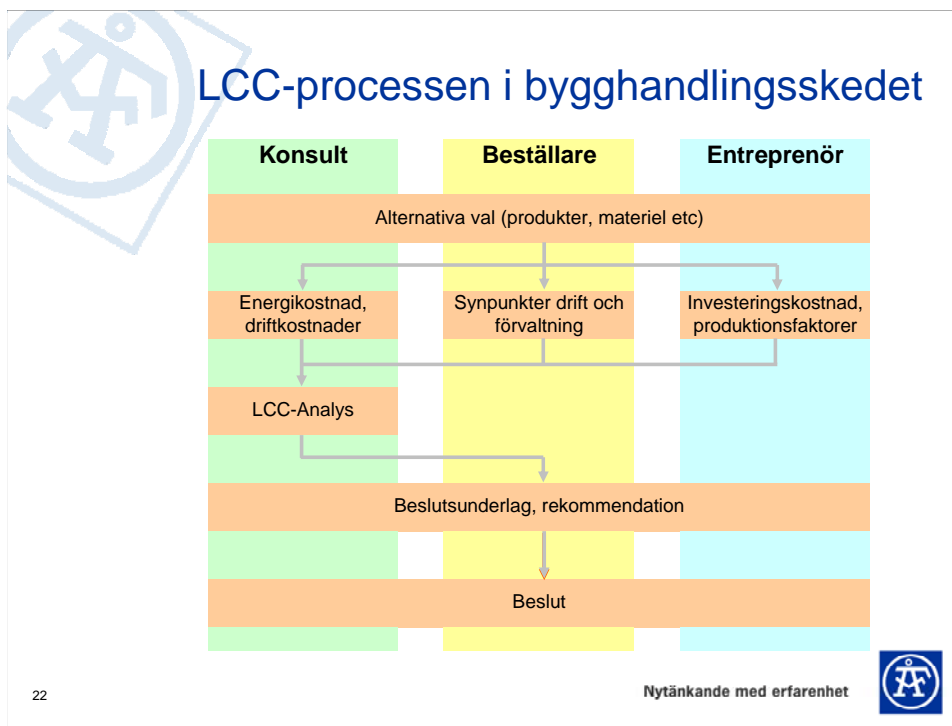 LCC-processen i bygghandlingsskedet
Konsult
Beställare
Entreprenör
Alternativa val (produkter, materiel etc)
Energikostnad,
driftkostnader
Synpunkter drift och
förvaltning
Investeringskostnad,
produktionsfaktorer
LCC-Analys
Beslutsunderlag, rekommendation
Beslut
22
Nytänkande med erfarenhet
ÅF